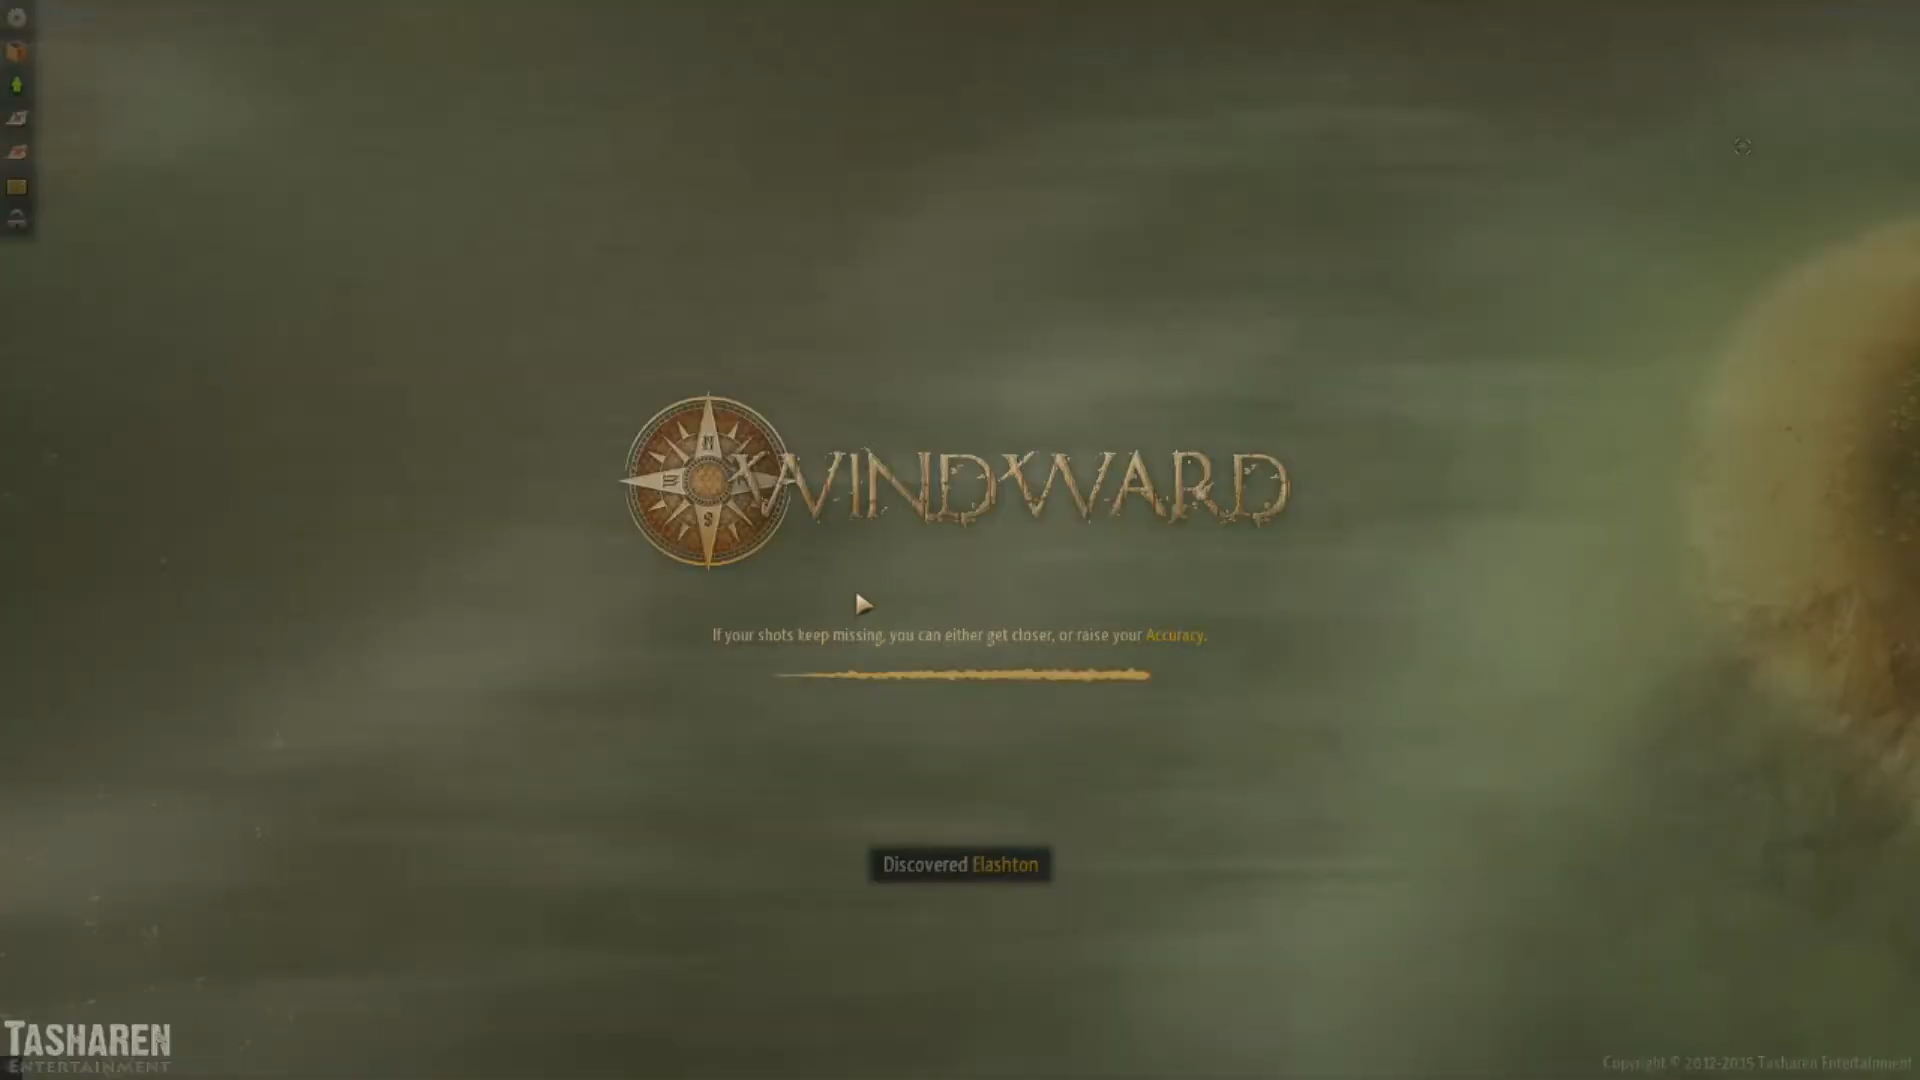 N
S
WINDWARD
If your shots keep missing, you can either get closer, or raise your Accuracy.
Discovered Elashton
TASHAREN
ENTERTAINMENT
Copyright © 2012-2015 Tasharen Entertainment